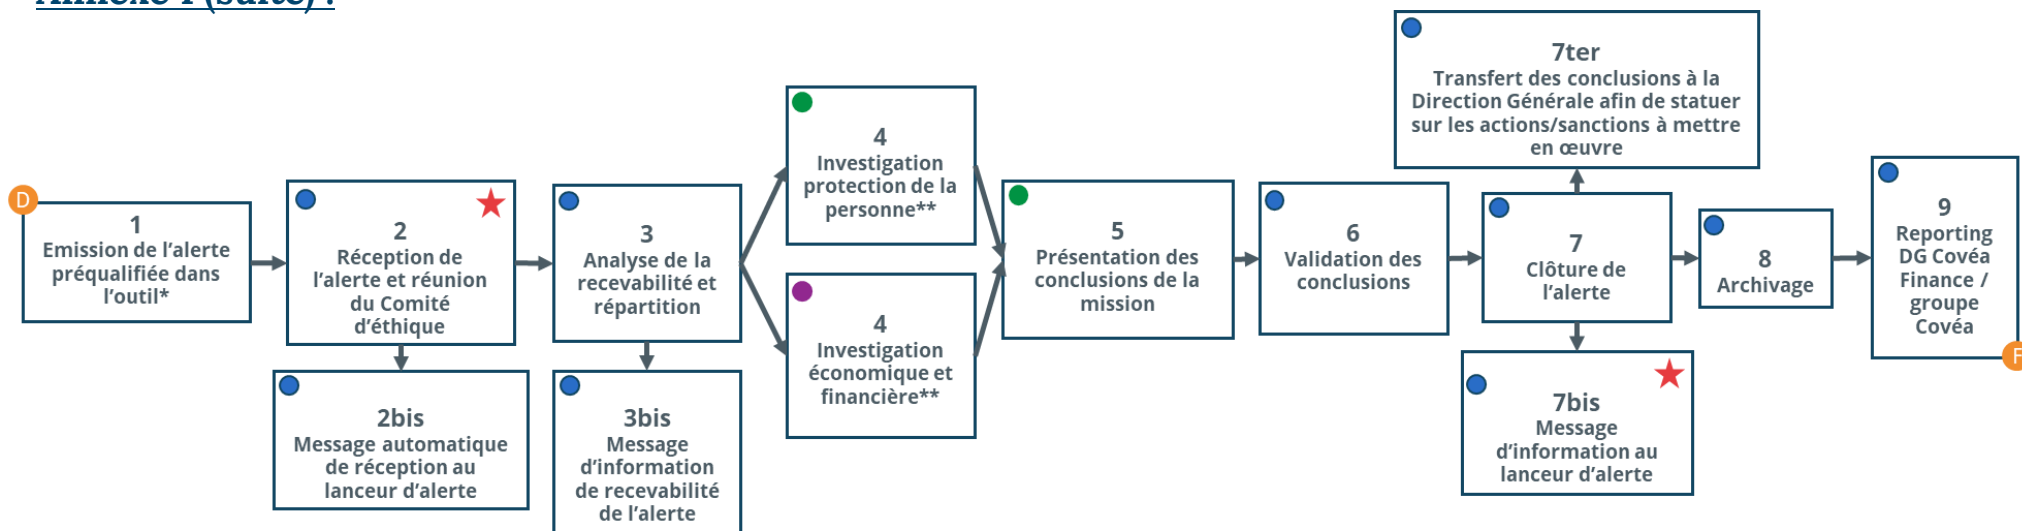 Annexe 1 (suite) :
D
1
Emission de l'alerte
préqualifiée dans
l'outil*
2
Réception de
l'alerte et réunion
du Comité
d'éthique
2bis
Message automatique
de réception au
lanceur d'alerte
3
Analyse de la
recevabilité et
répartition
3bis
Message
d'information
de recevabilité
de l'alerte
4
Investigation
protection de la
personne**
4
Investigation
économique et
financière**
5
Présentation des
conclusions de la
mission
6
Validation des
conclusions
7
Clôture de
l'alerte
7bis
Message
d'information au
lanceur d'alerte
7ter
Transfert des conclusions à la
Direction Générale afin de statuer
sur les actions/sanctions à mettre
en œuvre
8
Archivage
9
Reporting
DG Covéa
Finance /
groupe
Covéa
F